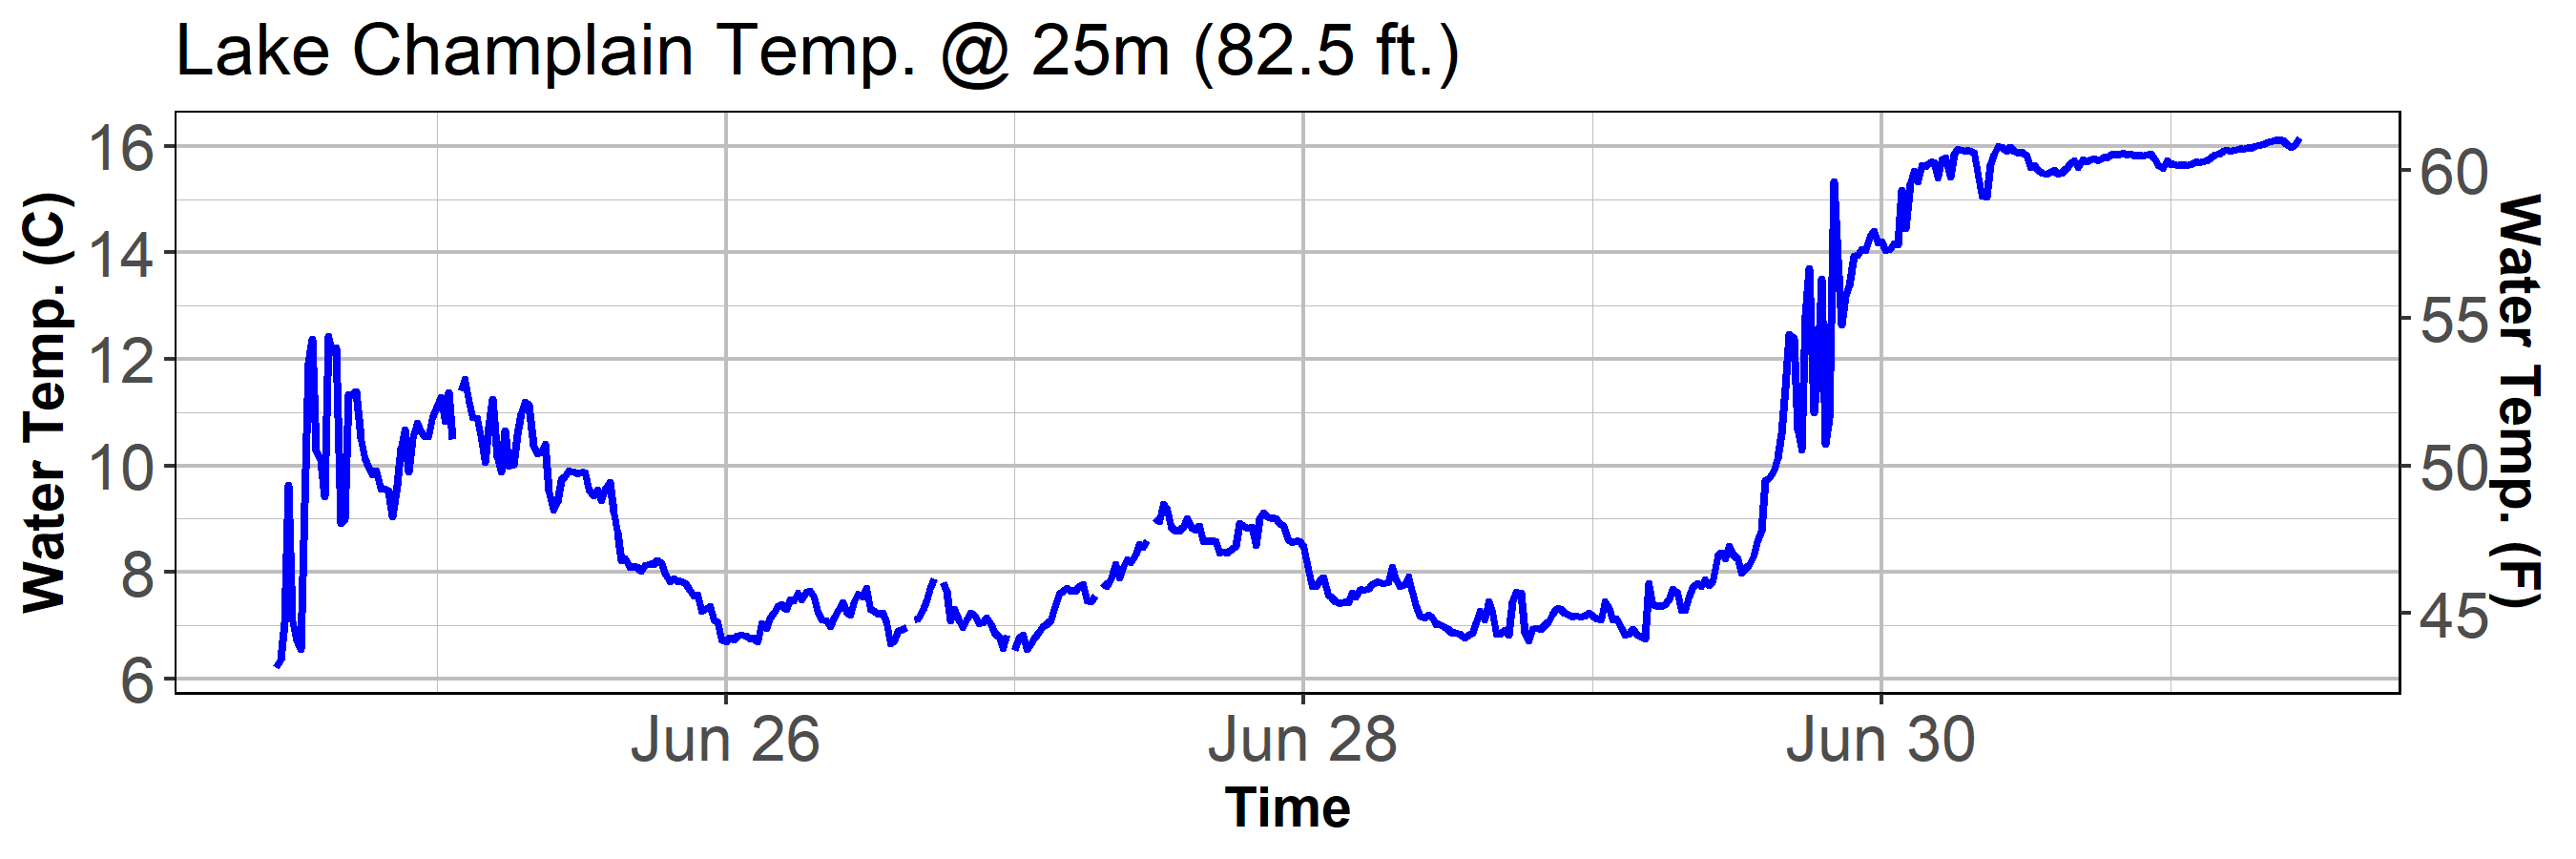 Lake Champlain Temp. @ 25m (82.5 ft.)
Water Temp. (C)
16
14
12
10
8
6
60
55
50
45
Water Temp. (F)
Jun 26
Jun 28
Jun 30
Time